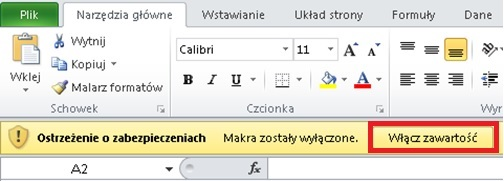 Plik Narzędzia główne Wstawianie Układ strony Formuły Dane
Wytnij
Kopiuj
Malarz formatów
Wklej
Schowek
Calibri 11 A A
B I U A
Czcionka
Ostrzeżenie o zabezpieczeniach Makra zostały wyłączone. Włącz zawartość
A2 fx